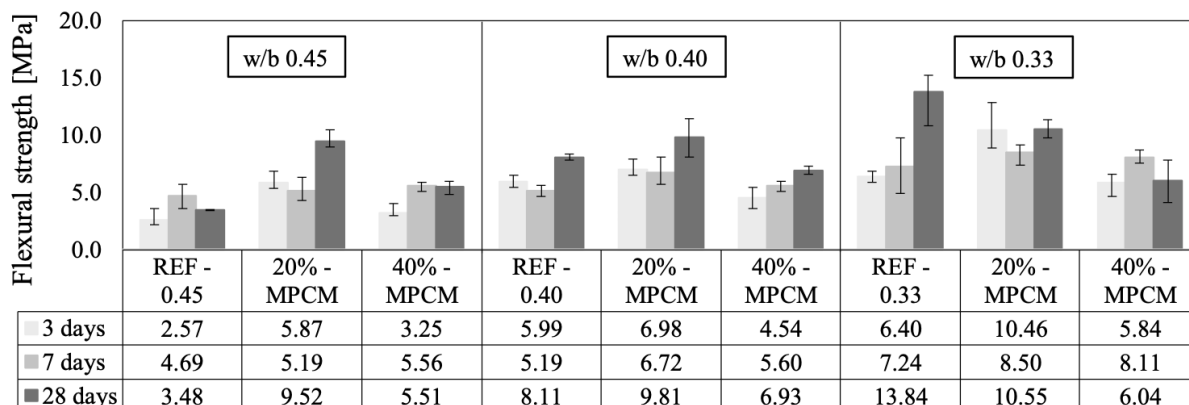 Flexural strength [MPa]
20.0
15.0
10.0
5.0
0.0
w/b 0.45
w/b 0.40
w/b 0.33
REF - 0.45 20% - MPCM 40% - MPCM REF - 0.40 20% - MPCM 40% - MPCM REF - 0.33 20% - MPCM 40% - MPCM
3 days 2.57 5.87 3.25 5.99 6.98 4.54 6.40 10.46 5.84
7 days 4.69 5.19 5.56 5.19 6.72 5.60 7.24 8.50 8.11
28 days 3.48 9.52 5.51 8.11 9.81 6.93 13.84 10.55 6.04